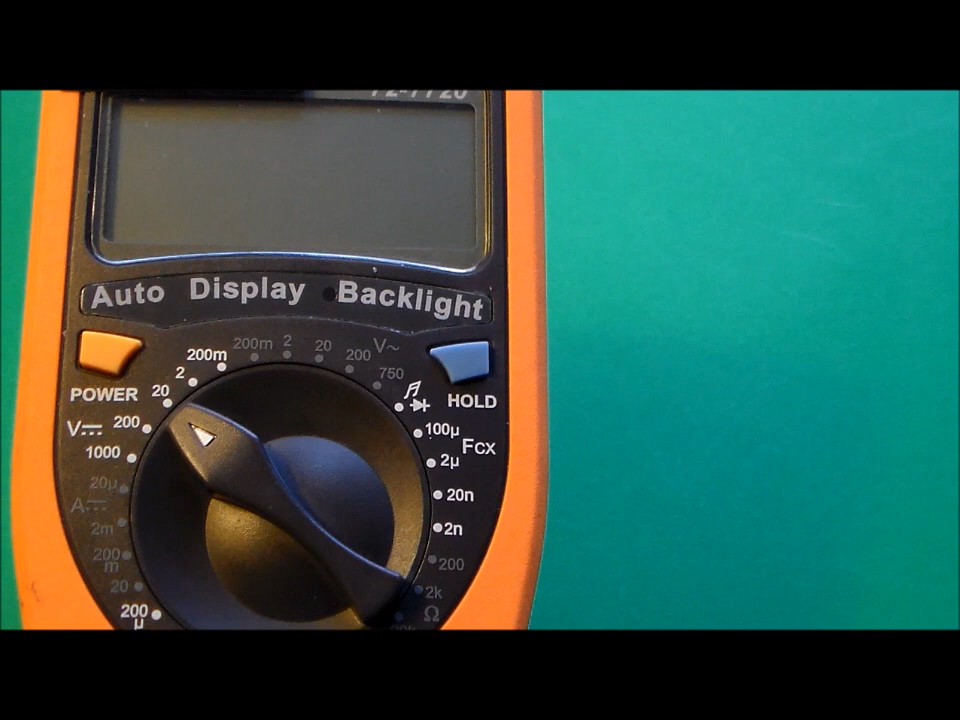 Auto Display Backlight
POWER
HOLD
200m
2
20
V⎓ 200
1000
20µ
A⎓
2m
200
m
20
200
µ
200m
2
20
200
V~
750
100µ
Fcx
2µ
20n
2n
200
2k
Ω